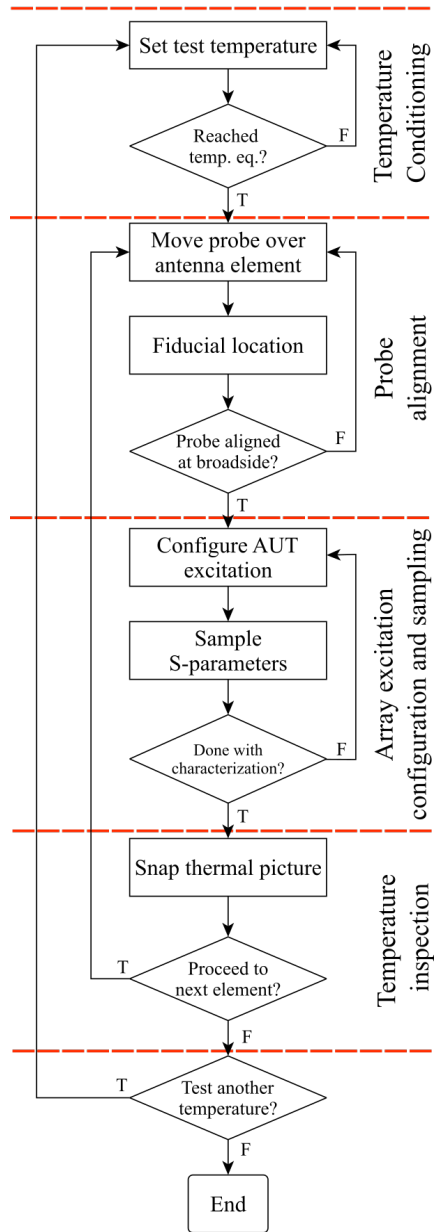 Set test temperature
Reached
temp. eq.?
F
T
Temperature
Conditioning
Move probe over
antenna element
Fiducial location
Probe aligned
at broadside?
F
T
Probe
alignment
Configure AUT
excitation
Sample
S-parameters
Done with
characterization?
F
T
Array excitation
configuration and sampling
Snap thermal picture
Proceed to
next element?
T
F
Temperature
inspection
Test another
temperature?
T
F
End